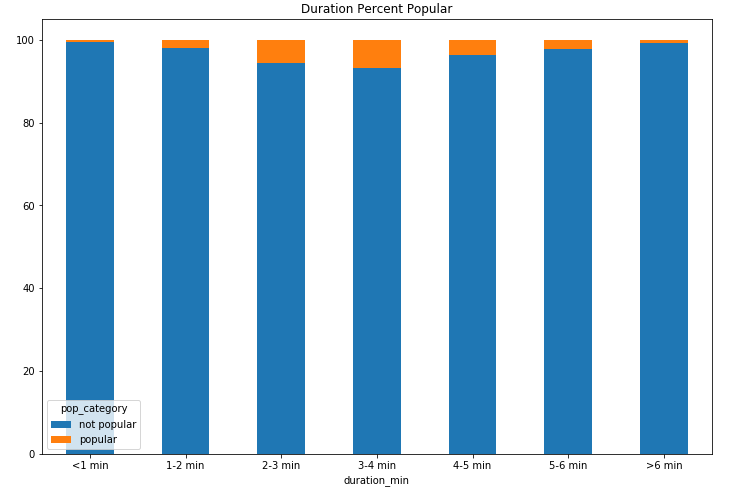 Duration Percent Popular
100
80
60
40
20
0
pop_category
not popular
popular
<1 min 1-2 min 2-3 min 3-4 min 4-5 min 5-6 min >6 min
duration_min